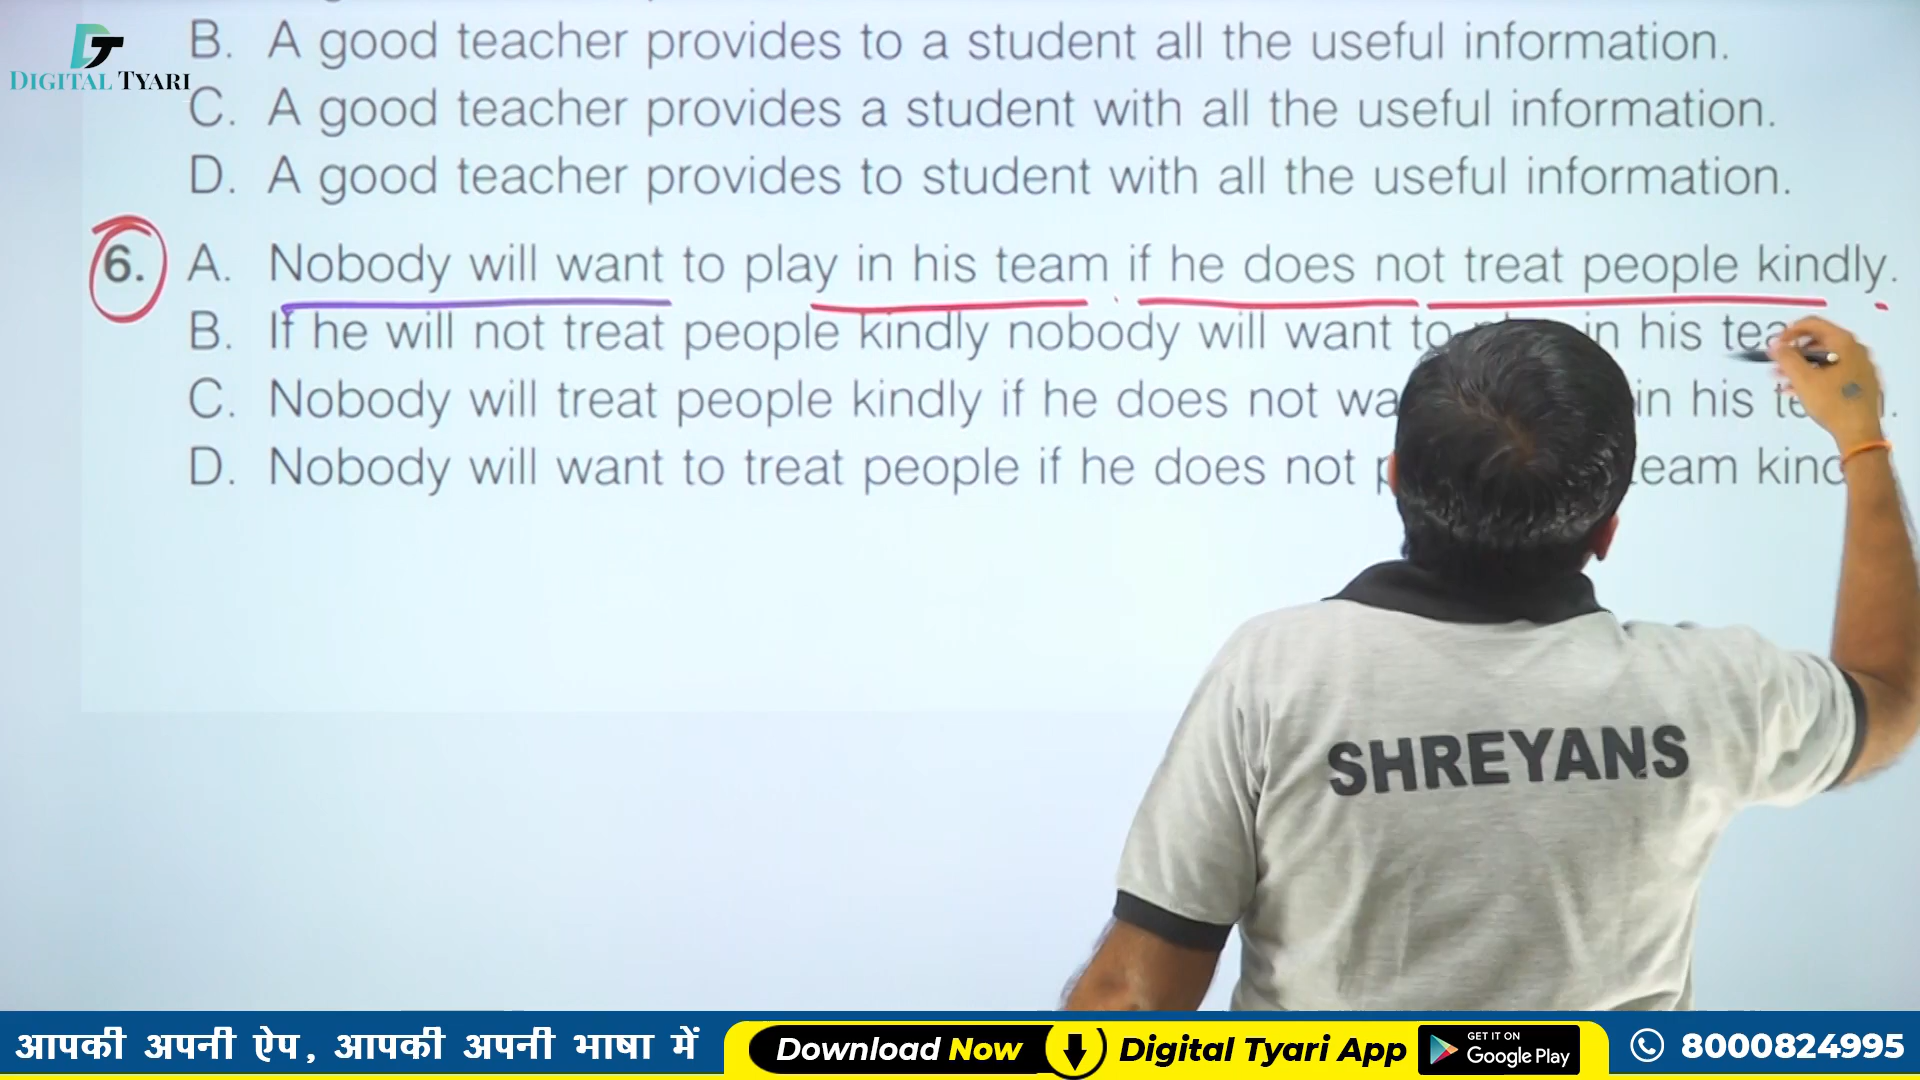 B. A good teacher provides to a student all the useful information.
DT
DIGITAL TYARI
C. A good teacher provides a student with all the useful information.
D. A good teacher provides to student with all the useful information.
6. A. Nobody will want to play in his team if he does not treat people kindly.
B. If he will not treat people kindly nobody will want to in his
C. Nobody will treat people kindly if he does not in his
D. Nobody will want to treat people if he does not
SHREYANS
आपकी अपनी ऐप, आपकी अपनी भाषा में
Download Now
Digital Tyari App
GET IT ON
Google Play
8000824995